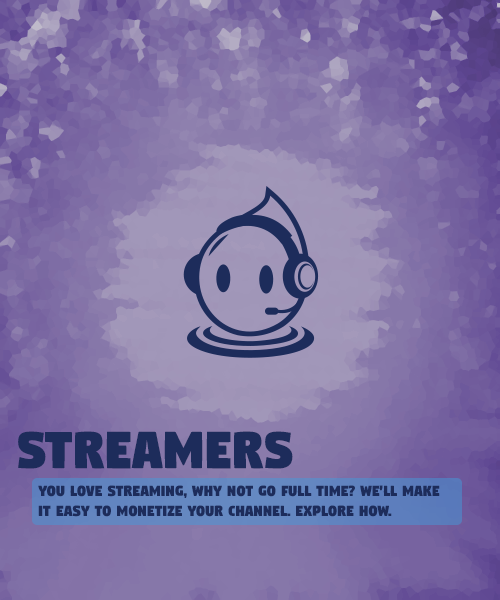 STREAMERS
YOU LOVE STREAMING, WHY NOT GO FULL TIME? WE'LL MAKE
IT EASY TO MONETIZE YOUR CHANNEL. EXPLORE HOW.